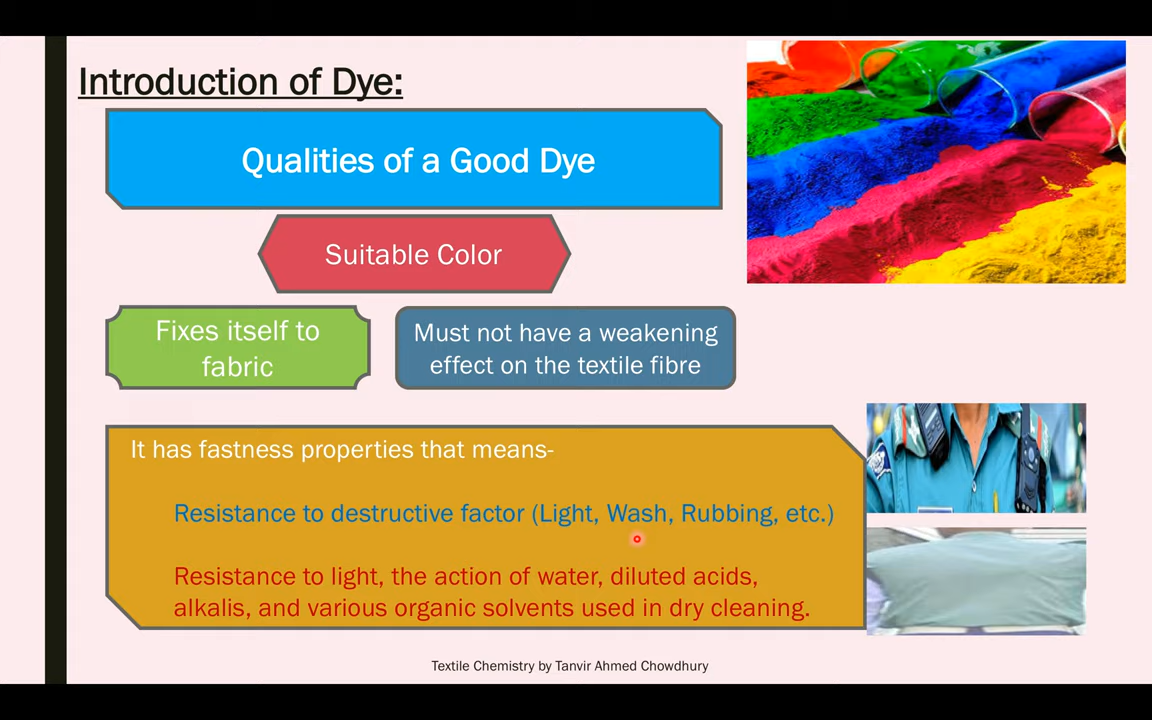 Introduction of Dye:
Qualities of a Good Dye
Suitable Color
Fixes itself to
fabric
Must not have a weakening
effect on the textile fibre
It has fastness properties that means-
Resistance to destructive factor (Light, Wash, Rubbing, etc.)
Resistance to light, the action of water, diluted acids,
alkalis, and various organic solvents used in dry cleaning.
Textile Chemistry by Tanvir Ahmed Chowdhury